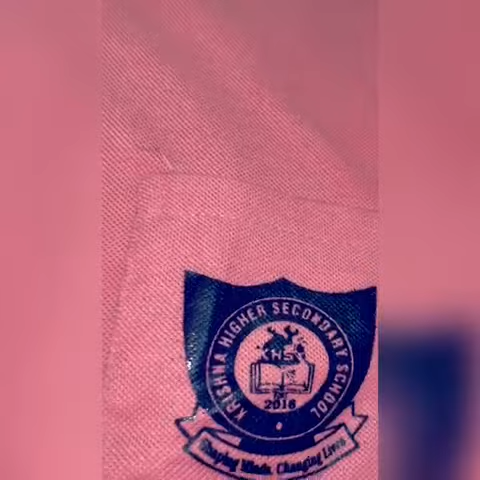 KRISHNA HIGHER SECONDARY SCHOOL
KHSS
2016
Shaping Minds, Changing Lives